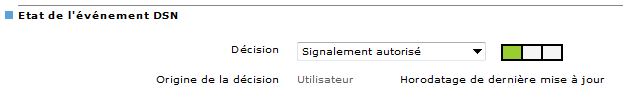 Etat de l'événement DSN
Décision Signalement autorisé
Origine de la décision Utilisateur Horodatage de dernière mise à jour